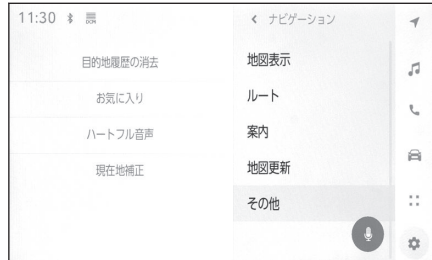 11:30
目的地履歴の消去
お気に入り
ハートフル音声
現在地補正
ナビゲーション
地図表示
ルート
案内
地図更新
その他